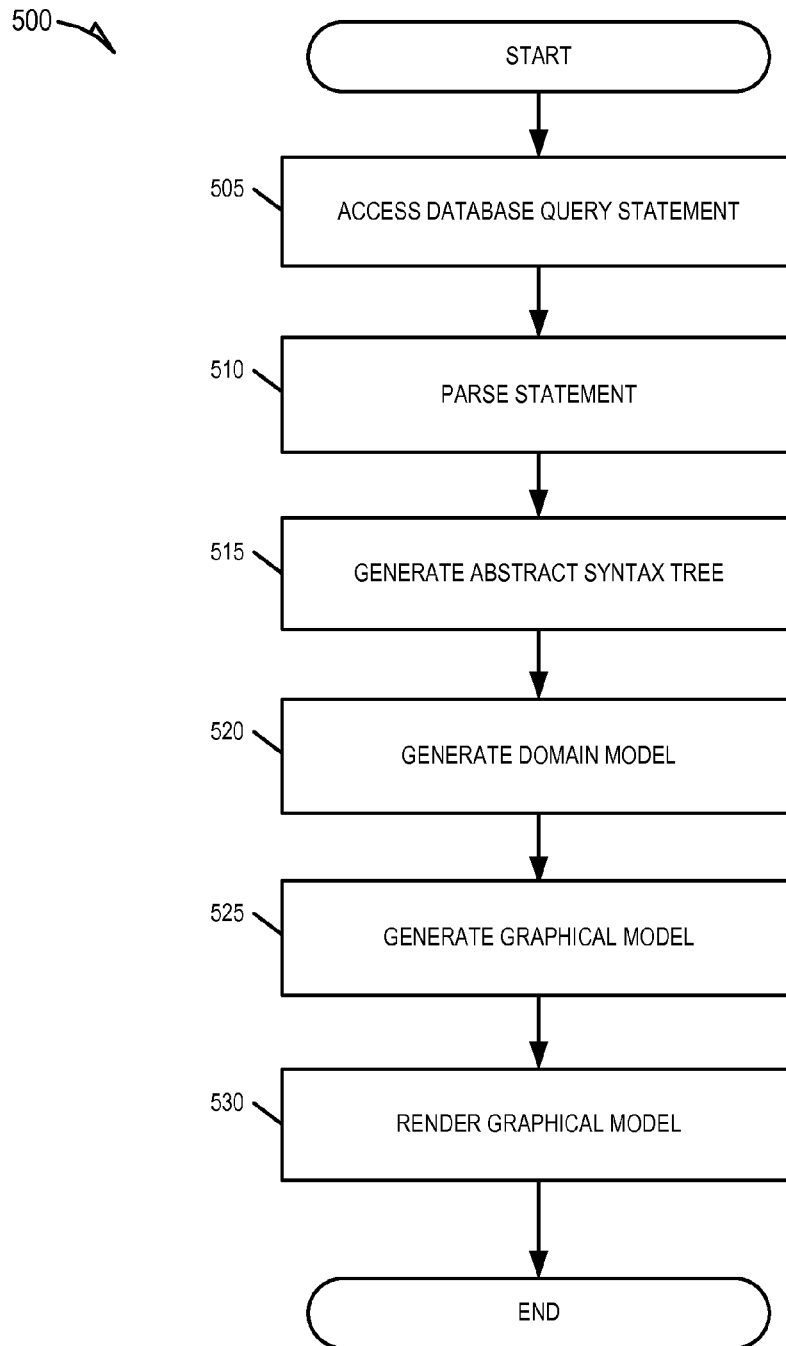 500
START
505
ACCESS DATABASE QUERY STATEMENT
510
PARSE STATEMENT
515
GENERATE ABSTRACT SYNTAX TREE
520
GENERATE DOMAIN MODEL
525
GENERATE GRAPHICAL MODEL
530
RENDER GRAPHICAL MODEL
END